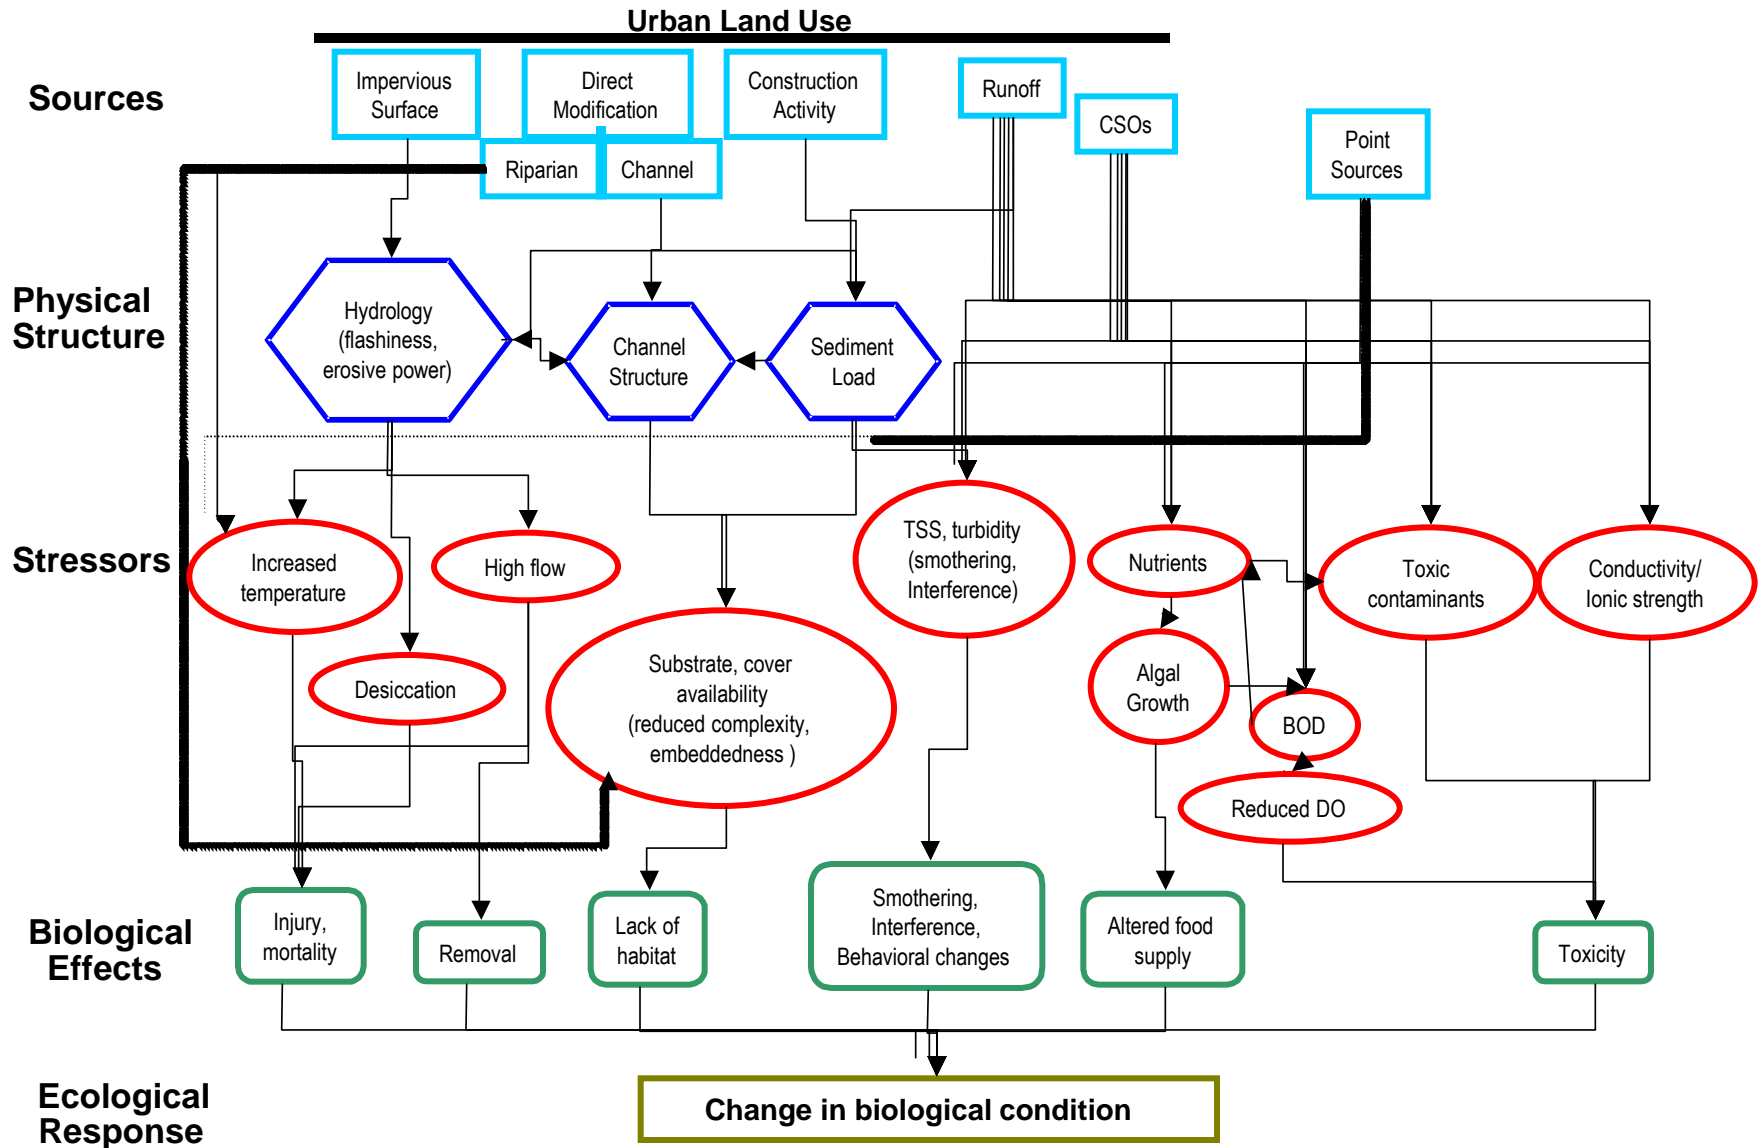 Urban Land Use
Sources
Impervious
Surface
Direct
Modification
Construction
Activity
Runoff
CSOs
Point
Sources
Riparian
Channel
Physical
Structure
Hydrology
(flashiness,
erosive power)
Channel
Structure
Sediment
Load
Stressors
Increased
temperature
High flow
Desiccation
Substrate, cover
availability
(reduced complexity,
embeddedness )
TSS, turbidity
(smothering,
Interference)
Nutrients
Algal
Growth
BOD
Reduced DO
Toxic
contaminants
Conductivity/
Ionic strength
Biological
Effects
Injury,
mortality
Removal
Lack of
habitat
Smothering,
Interference,
Behavioral changes
Altered food
supply
Toxicity
Ecological
Response
Change in biological condition